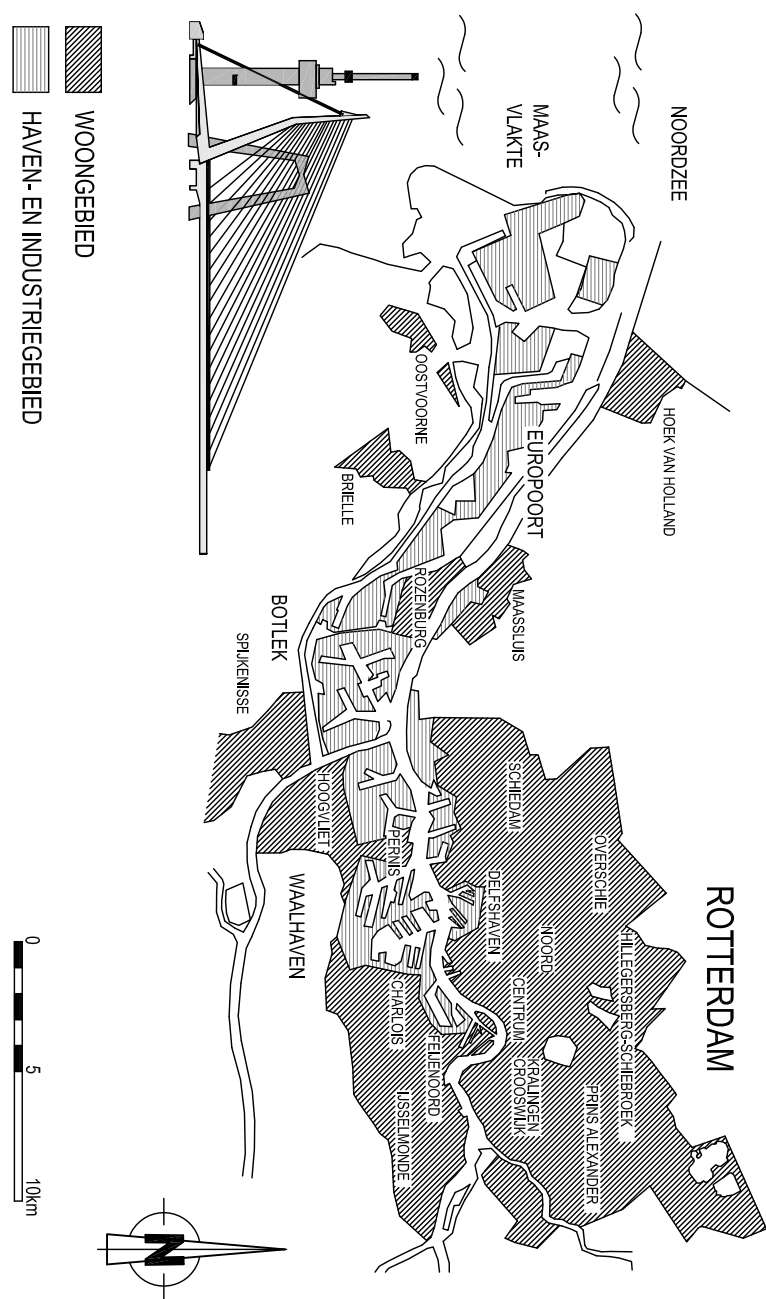 ROTTERDAM
NOORDZEE
MAAS-
VLAKTE
HOEK VAN HOLLAND
EUROPOORT
OOSTVOORNE
BRIELLE
MAASSLUIS
ROZENBURG
BOTLEK
SPIJKENISSE
HOOGVLIET
PERNIS
WAALHAVEN
SCHIEDAM
OVERSCHIE
DELFSHAVEN
NOORD
HILLEGERSBERG-SCHIEBROEK
CENTRUM
KRALINGEN
CROOSWIJK
PRINS ALEXANDER
CHARLOIS
FEIJENOORD
IJSSELMONDE
WOONGEBIED
HAVEN- EN INDUSTRIEGEBIED
0 5 10km
N